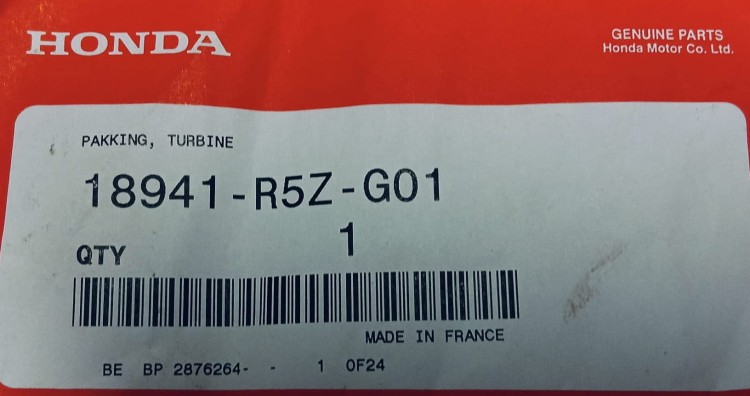 HONDA
GENUINE PARTS
Honda Motor Co. Ltd.
PAKKING, TURBINE
18941-R5Z-G01
QTY 1
MADE IN FRANCE
BE BP 2876264- - 1 OF24